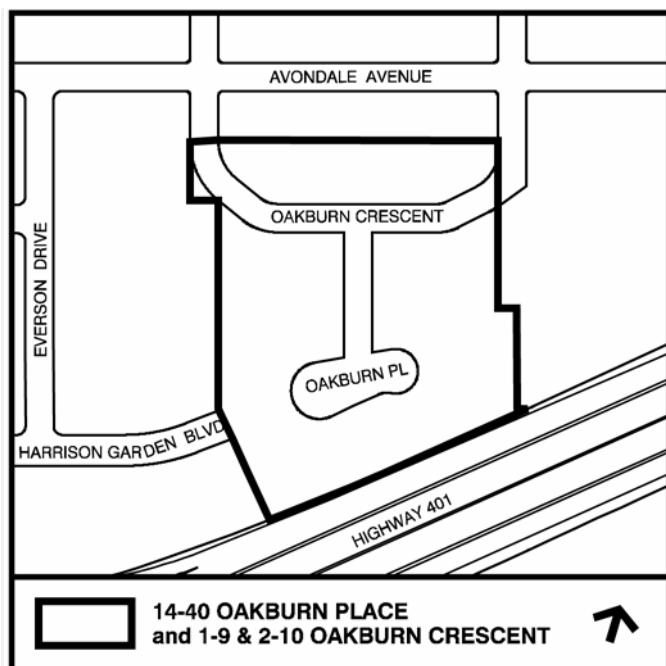 AVONDALE AVENUE
OAKBURN CRESCENT
EVERSON DRIVE
OAKBURN PL
HARRISON GARDEN BLVD
HIGHWAY 401
14-40 OAKBURN PLACE
and 1-9 & 2-10 OAKBURN CRESCENT